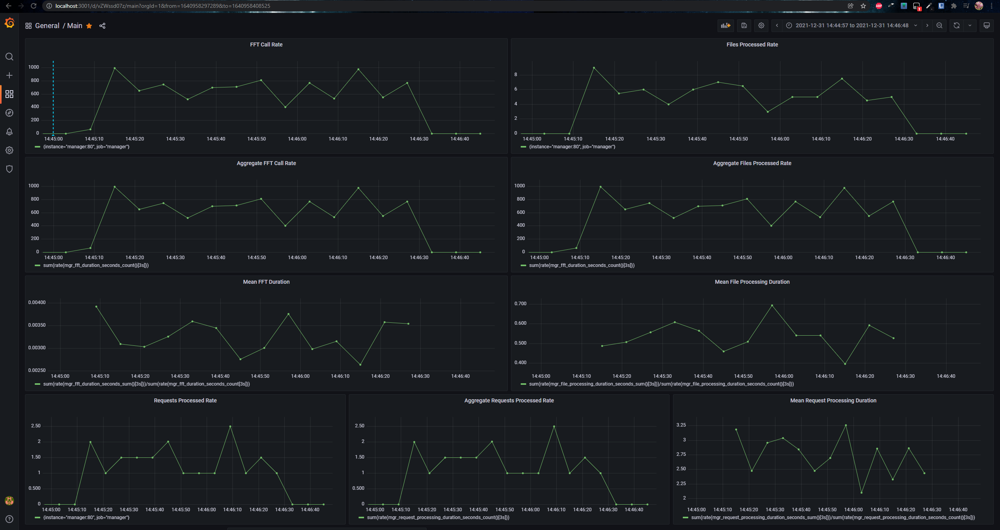 localhost:3001/d/vZWssd07z/main?orgId=1&from=1640958297289&to=1640958408525
ABP
1
General / Main
2021-12-31 14:44:57 to 2021-12-31 14:46:48
FFT Call Rate
1000
800
600
400
200
0
14:45:00 14:45:10 14:45:20 14:45:30 14:45:40 14:45:50 14:46:00 14:46:10 14:46:20 14:46:30 14:46:40
{instance="manager:80", job="manager"}
Files Processed Rate
8
6
4
2
0
14:45:00 14:45:10 14:45:20 14:45:30 14:45:40 14:45:50 14:46:00 14:46:10 14:46:20 14:46:30 14:46:40
{instance="manager:80", job="manager"}
Aggregate FFT Call Rate
1000
800
600
400
200
0
14:45:00 14:45:10 14:45:20 14:45:30 14:45:40 14:45:50 14:46:00 14:46:10 14:46:20 14:46:30 14:46:40
sum(rate(mgr_fft_duration_seconds_count{}[3s]))
Aggregate Files Processed Rate
1000
800
600
400
200
0
14:45:00 14:45:10 14:45:20 14:45:30 14:45:40 14:45:50 14:46:00 14:46:10 14:46:20 14:46:30 14:46:40
sum(rate(mgr_fft_duration_seconds_count{}[3s]))
Mean FFT Duration
0.00400
0.00350
0.00300
0.00250
14:45:00 14:45:10 14:45:20 14:45:30 14:45:40 14:45:50 14:46:00 14:46:10 14:46:20 14:46:30 14:46:40
sum(rate(mgr_fft_duration_seconds_sum{}[3s]))/sum(rate(mgr_fft_duration_seconds_count[3s]))
Mean File Processing Duration
0.700
0.600
0.500
0.400
14:45:00 14:45:10 14:45:20 14:45:30 14:45:40 14:45:50 14:46:00 14:46:10 14:46:20 14:46:30 14:46:40
sum(rate(mgr_file_processing_duration_seconds_sum{}[3s]))/sum(rate(mgr_file_processing_duration_seconds_count{}[3s]))
Requests Processed Rate
2.50
2
1.50
1
0.500
0
14:45:00 14:45:10 14:45:20 14:45:30 14:45:40 14:45:50 14:46:00 14:46:10 14:46:20 14:46:30 14:46:40
{instance="manager:80", job="manager"}
Aggregate Requests Processed Rate
2.50
2
1.50
1
0.500
0
14:45:00 14:45:10 14:45:20 14:45:30 14:45:40 14:45:50 14:46:00 14:46:10 14:46:20 14:46:30 14:46:40
sum(rate(mgr_request_processing_duration_seconds_count{}[3s]))
Mean Request Processing Duration
3.25
3
2.75
2.50
2.25
2
14:45:00 14:45:10 14:45:20 14:45:30 14:45:40 14:45:50 14:46:00 14:46:10 14:46:20 14:46:30 14:46:40
sum(rate(mgr_request_processing_duration_seconds_sum{}[3s]))/sum(rate(mgr_request_processing_duration_seconds_count{}[3s]))